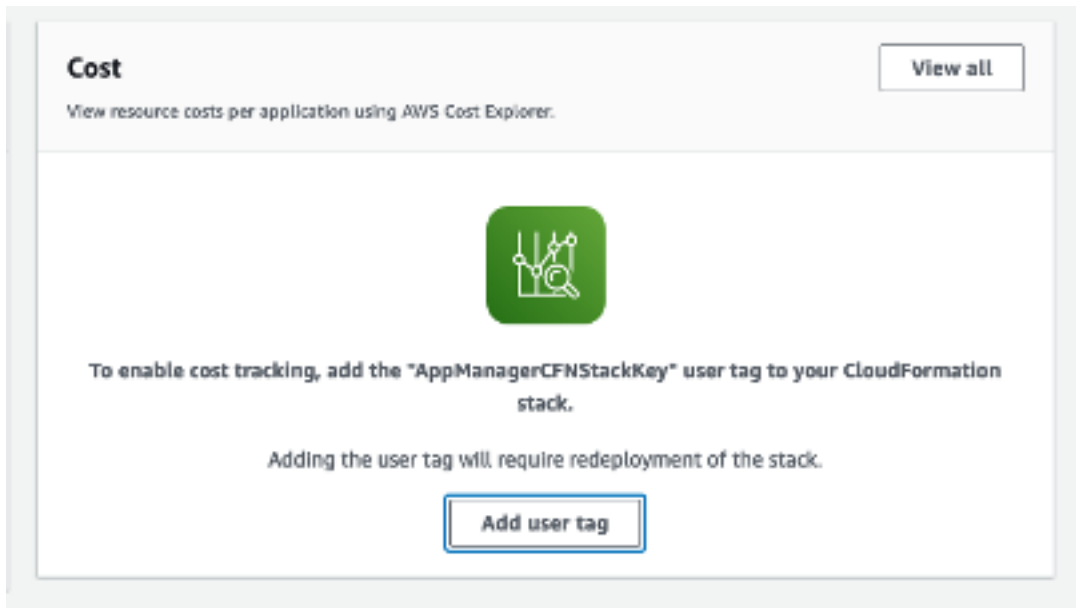 Cost
View all
View resource costs per application using AWS Cost Explorer.
To enable cost tracking, add the "AppManagerCFNStackKey" user tag to your CloudFormation
stack.
Adding the user tag will require redeployment of the stack.
Add user tag